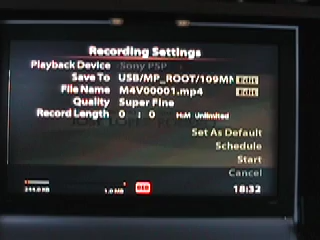 Recording Settings
Playback Device Sony PSP
Save To USB/MP_ROOT/109MN EDIT
File Name M4V00001.mp4 EDIT
Quality Super Fine
Record Length 0 : 0 H:M Unlimited
Set As Default
Schedule
Start
Cancel
1.0 MB USB 18:32